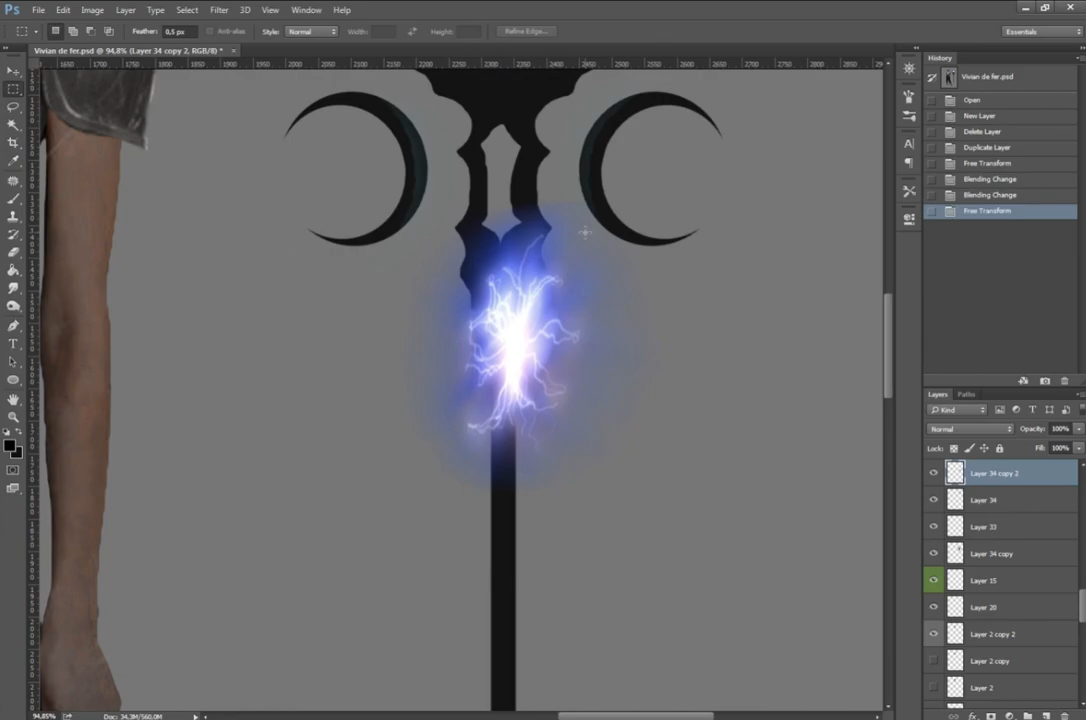 Ps File Edit Image Layer Type Select Filter 3D View Window Help
Feather: 0,5 px Anti-alias Style: Normal Width: Height: Refine Edge... Essentials
Vivian de fer.psd @ 94,8% (Layer 34 copy 2, RGB/8) *
1650 1700 1750 1800 1850 1900 1950 2000 2050 2100 2150 2200 2250 2300 2350 2400 2450 2500 2550 2600 2650 2700 2750 2800 2850
History
Vivian de fer.psd
Open
New Layer
Delete Layer
Duplicate Layer
Free Transform
Blending Change
Blending Change
Free Transform
Layers Paths
Kind
Normal Opacity: 100%
Lock: Fill: 100%
Layer 34 copy 2
Layer 34
Layer 33
Layer 34 copy
Layer 15
Layer 20
Layer 2 copy 2
Layer 2 copy
Layer 2
94,85% Doc: 34,3M/560,0M